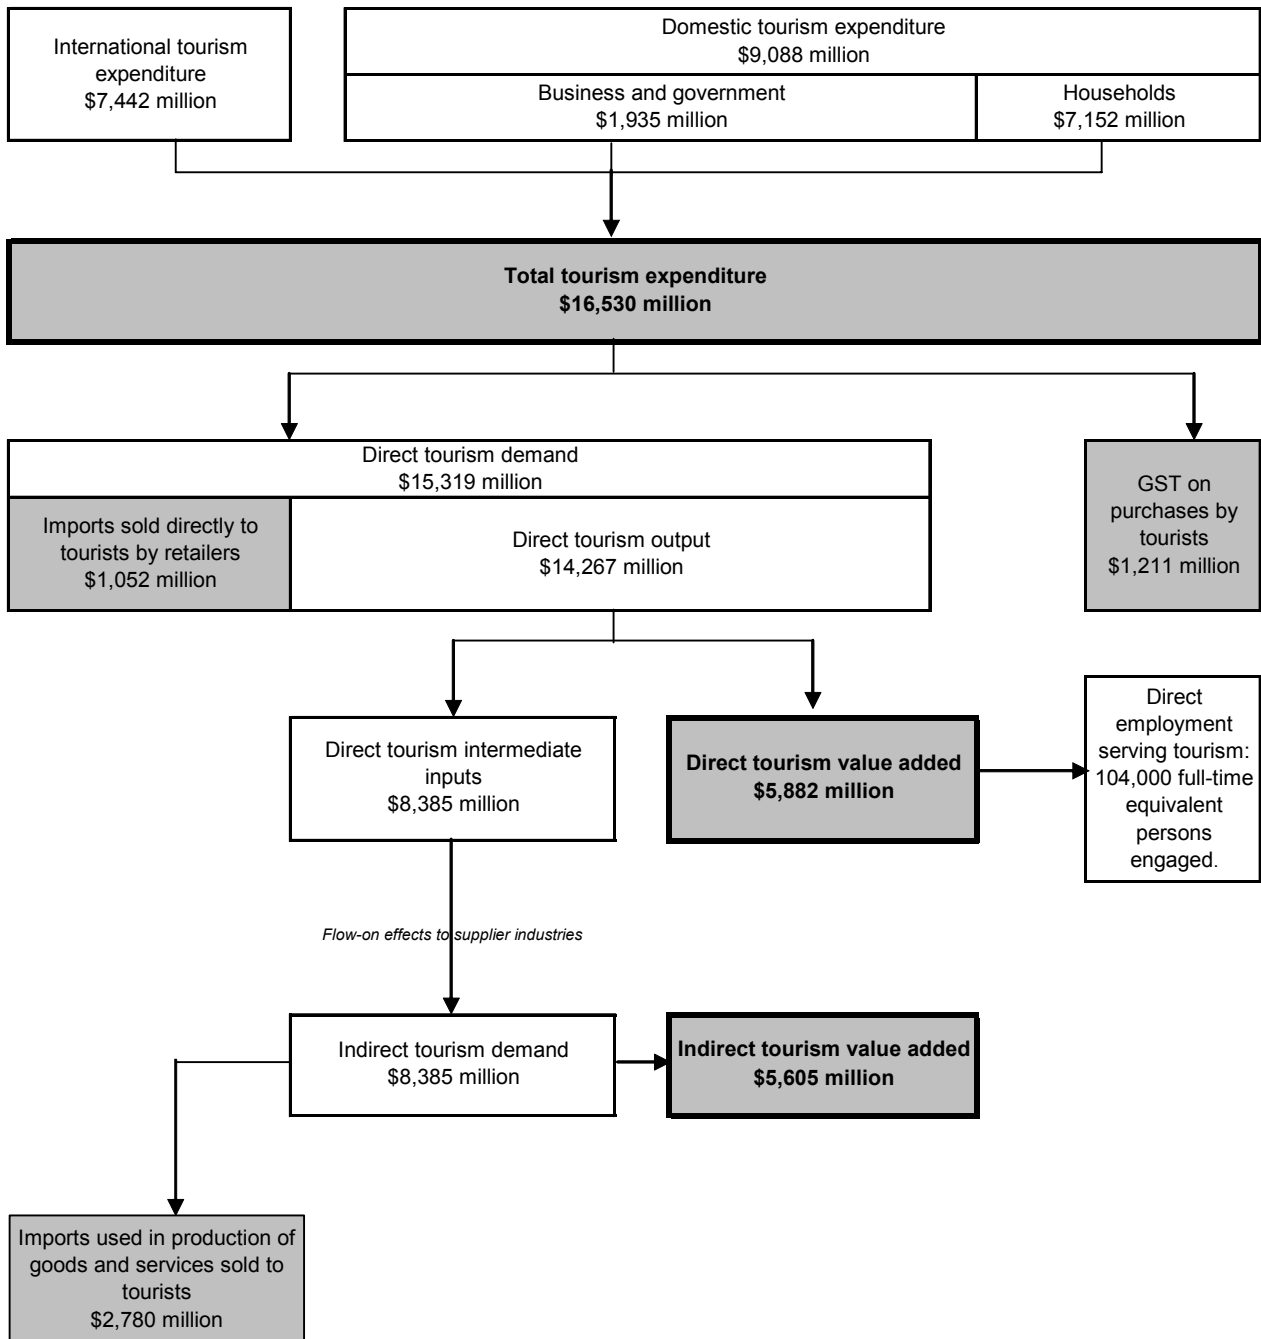 International tourism
expenditure
$7,442 million
Domestic tourism expenditure
$9,088 million
Business and government
$1,935 million
Households
$7,152 million
Total tourism expenditure
$16,530 million
Direct tourism demand
$15,319 million
Imports sold directly to
tourists by retailers
$1,052 million
Direct tourism output
$14,267 million
GST on
purchases by
tourists
$1,211 million
Direct tourism intermediate
inputs
$8,385 million
Direct tourism value added
$5,882 million
Direct
employment
serving tourism:
104,000 full-time
equivalent
persons
engaged.
Flow-on effects to supplier industries
Indirect tourism demand
$8,385 million
Indirect tourism value added
$5,605 million
Imports used in production of
goods and services sold to
tourists
$2,780 million